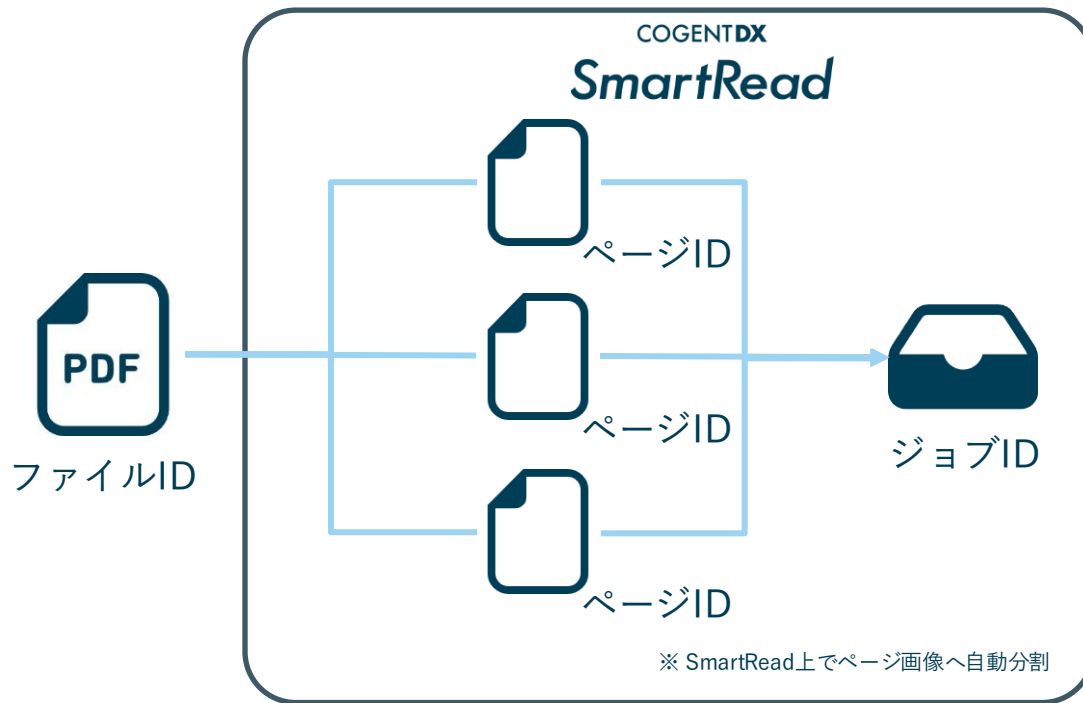 COGENTDX
SmartRead
ページID
PDF
ファイルID
ページID
ジョブID
ページID
※ SmartRead上でページ画像へ自動分割